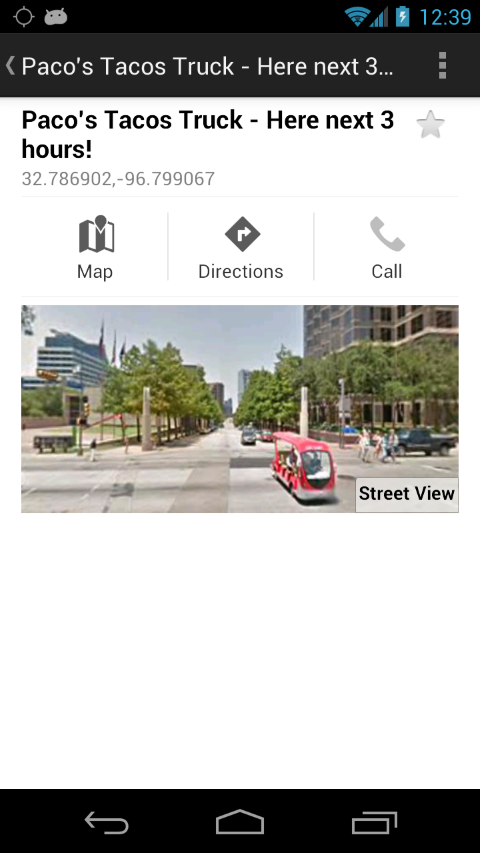 12:39
Paco's Tacos Truck - Here next 3...
Paco's Tacos Truck - Here next 3
hours!
32.786902,-96.799067
Map
Directions
Call
Street View